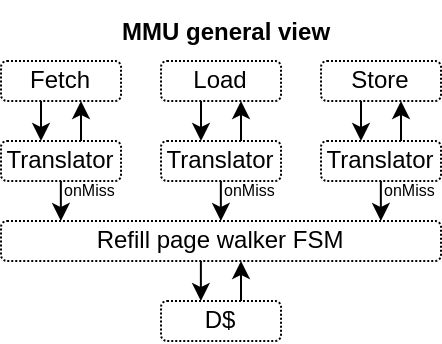 MMU general view
Fetch
Load
Store
Translator
Translator
Translator
onMiss
onMiss
onMiss
Refill page walker FSM
D$